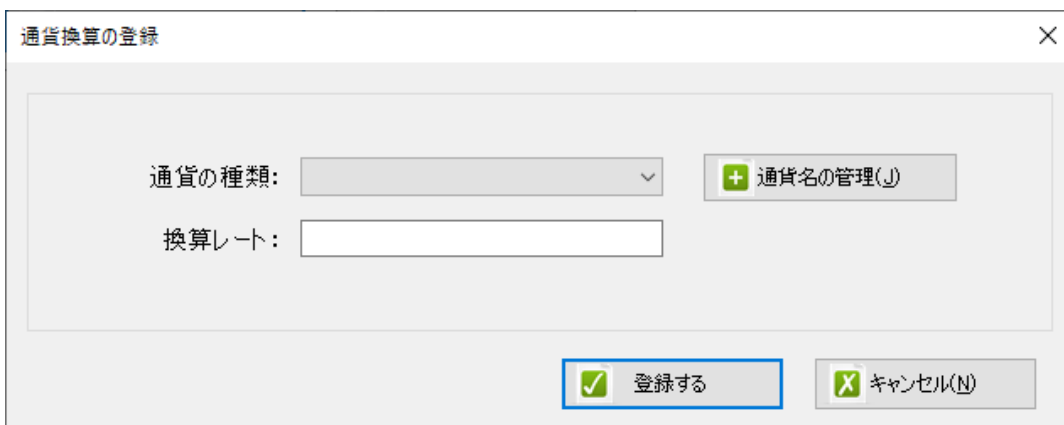 通貨換算の登録
通貨の種類:
通貨名の管理(J)
換算レート:
登録する
キャンセル(N)